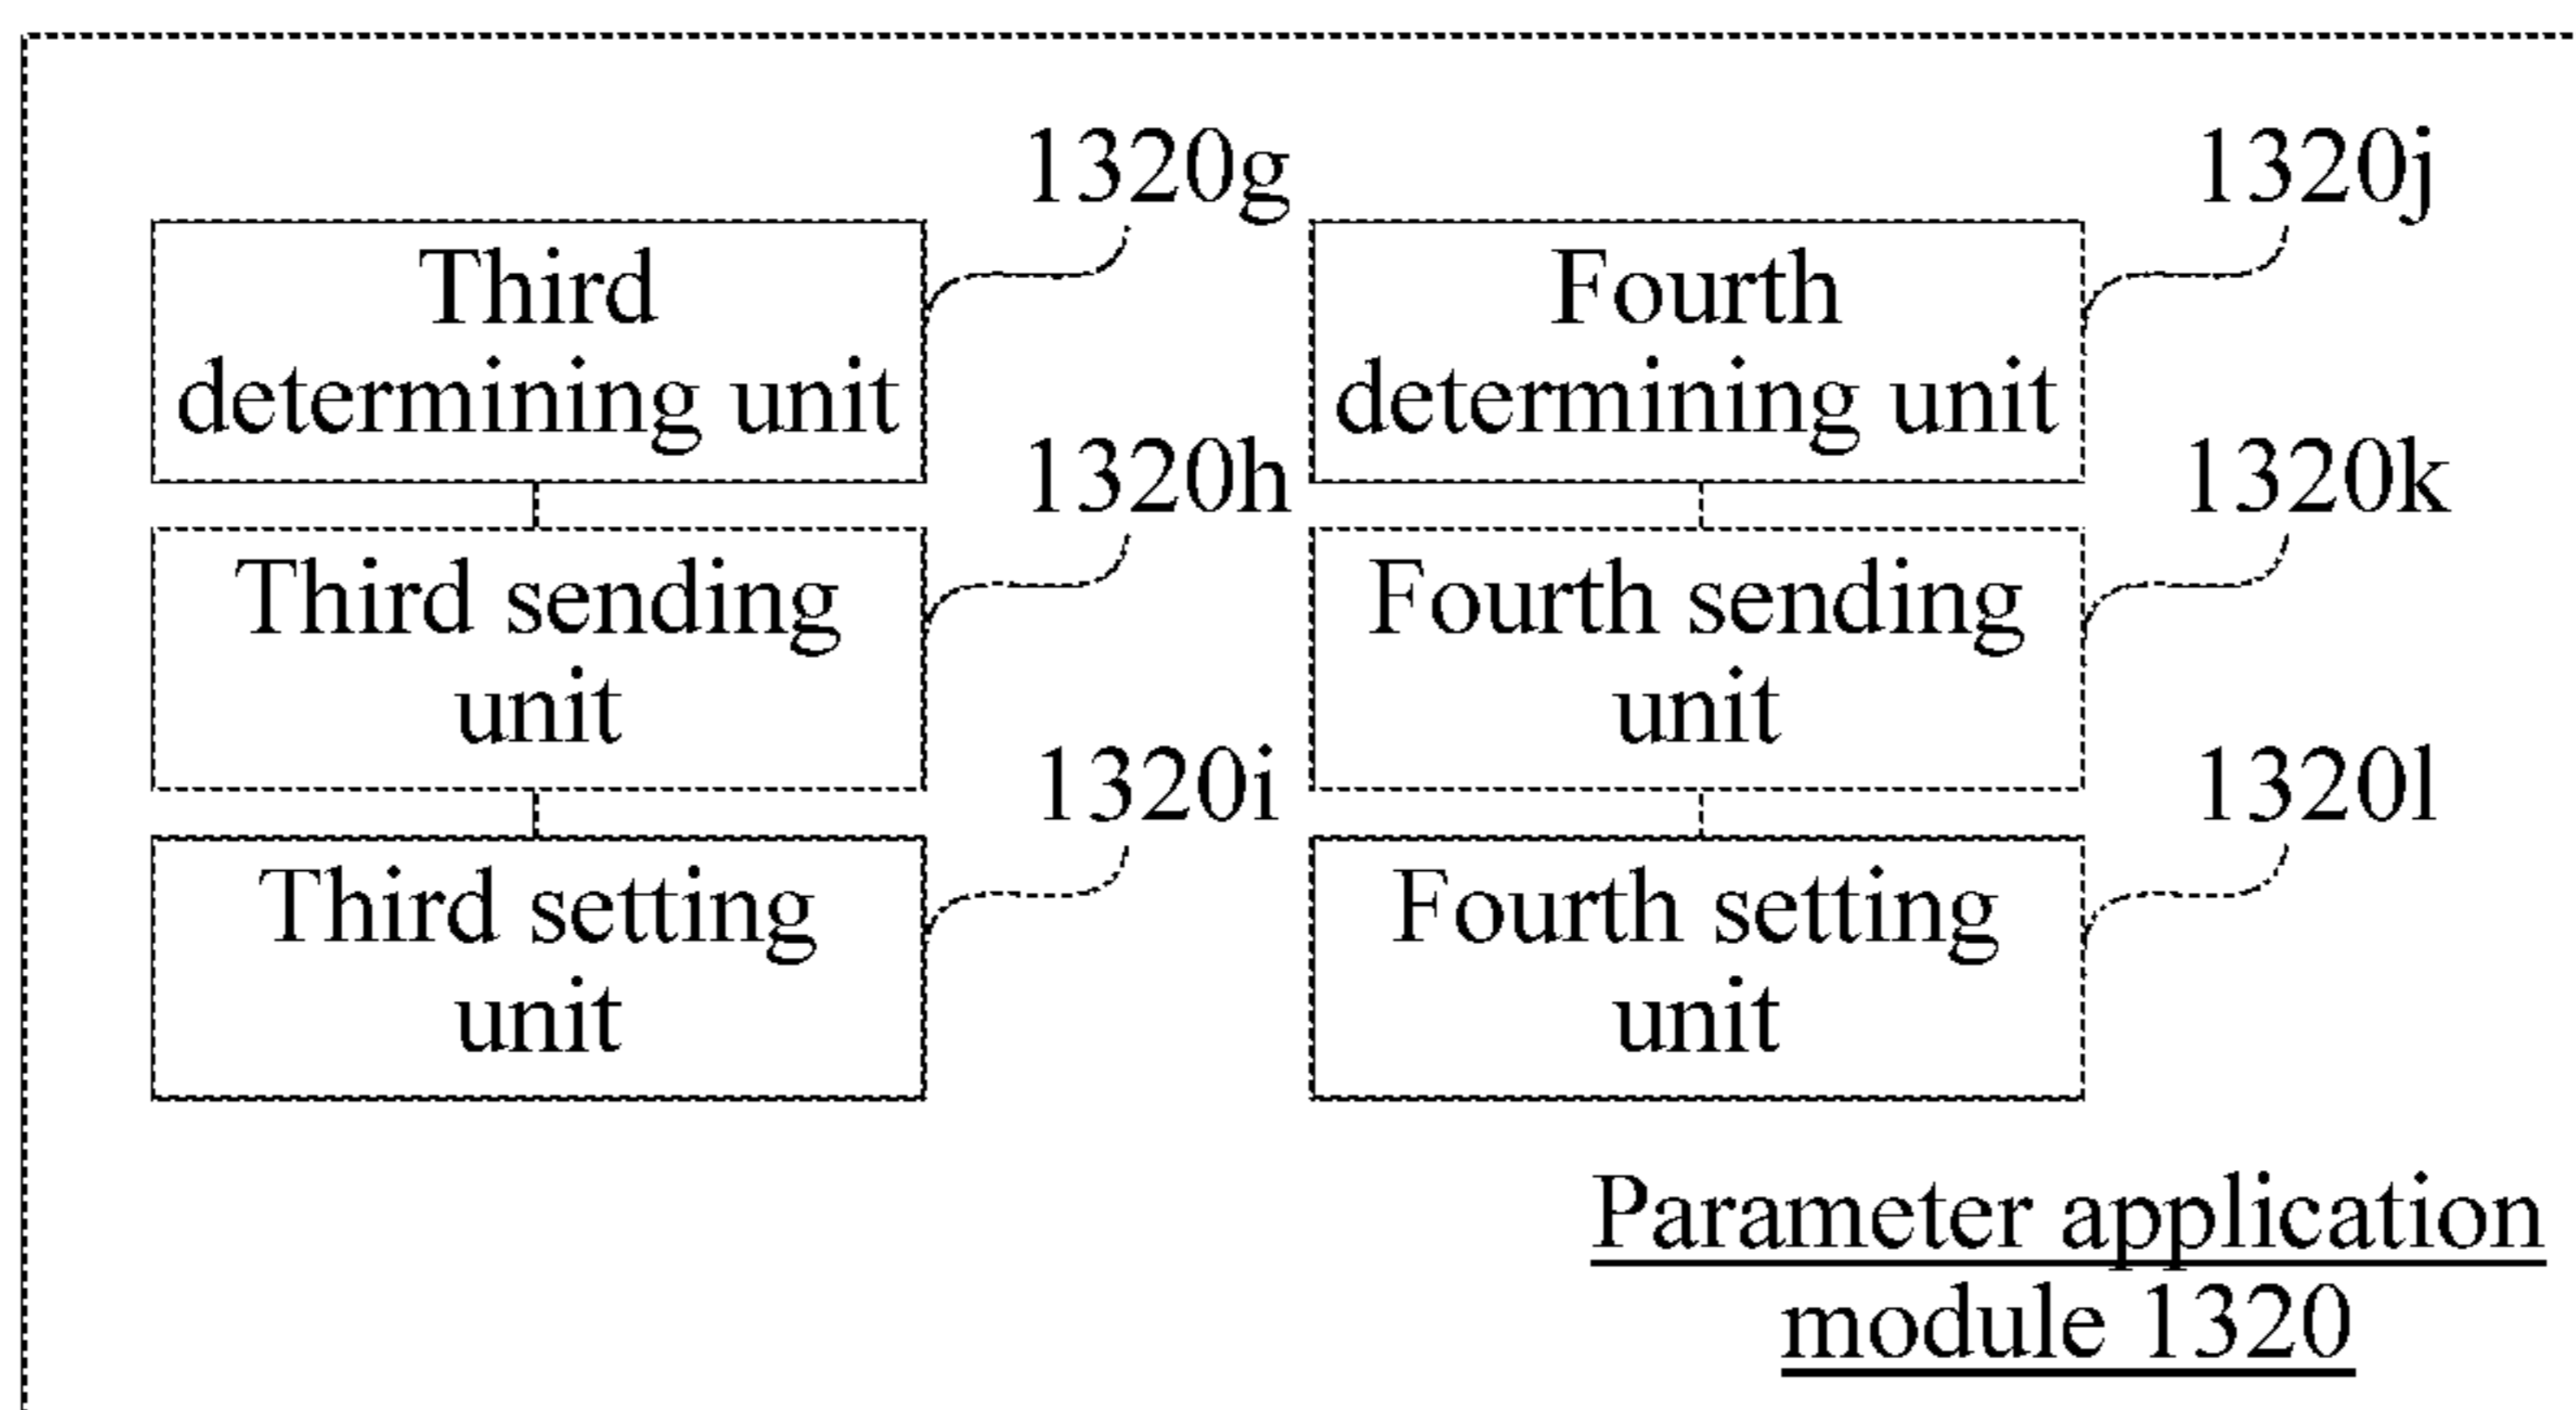 1320g
Third
determining unit
1320h
Third sending
unit
1320i
Third setting
unit
1320j
Fourth
determining unit
1320k
Fourth sending
unit
1320l
Fourth setting
unit
Parameter application
module 1320